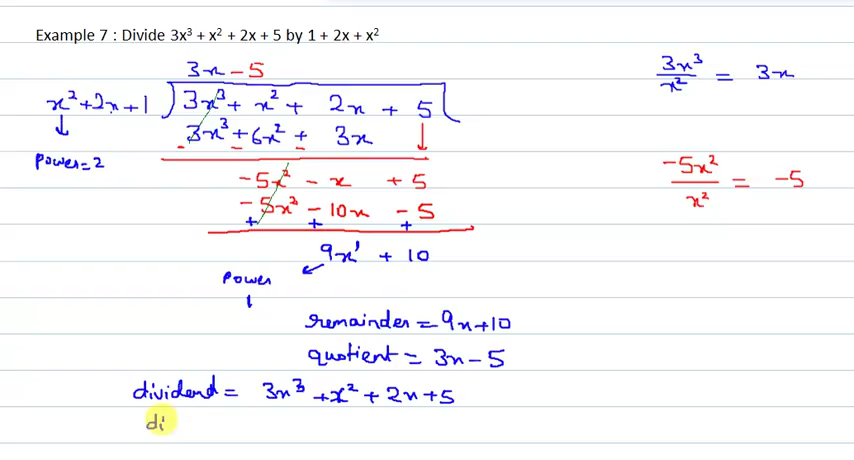 Example 7 : Divide 3x³ + x² + 2x + 5 by 1 + 2x + x²
3x - 5
x² + 2x + 1 ) 3x³ + x² + 2x + 5
3x³ + 6x² + 3x
- - -
power = 2
-5x² - x + 5
-5x² - 10x - 5
+ + +
9x¹ + 10
power
1
3x³/x² = 3x
-5x²/x² = -5
remainder = 9x+10
quotient = 3x - 5
dividend = 3x³ + x² + 2x + 5
di